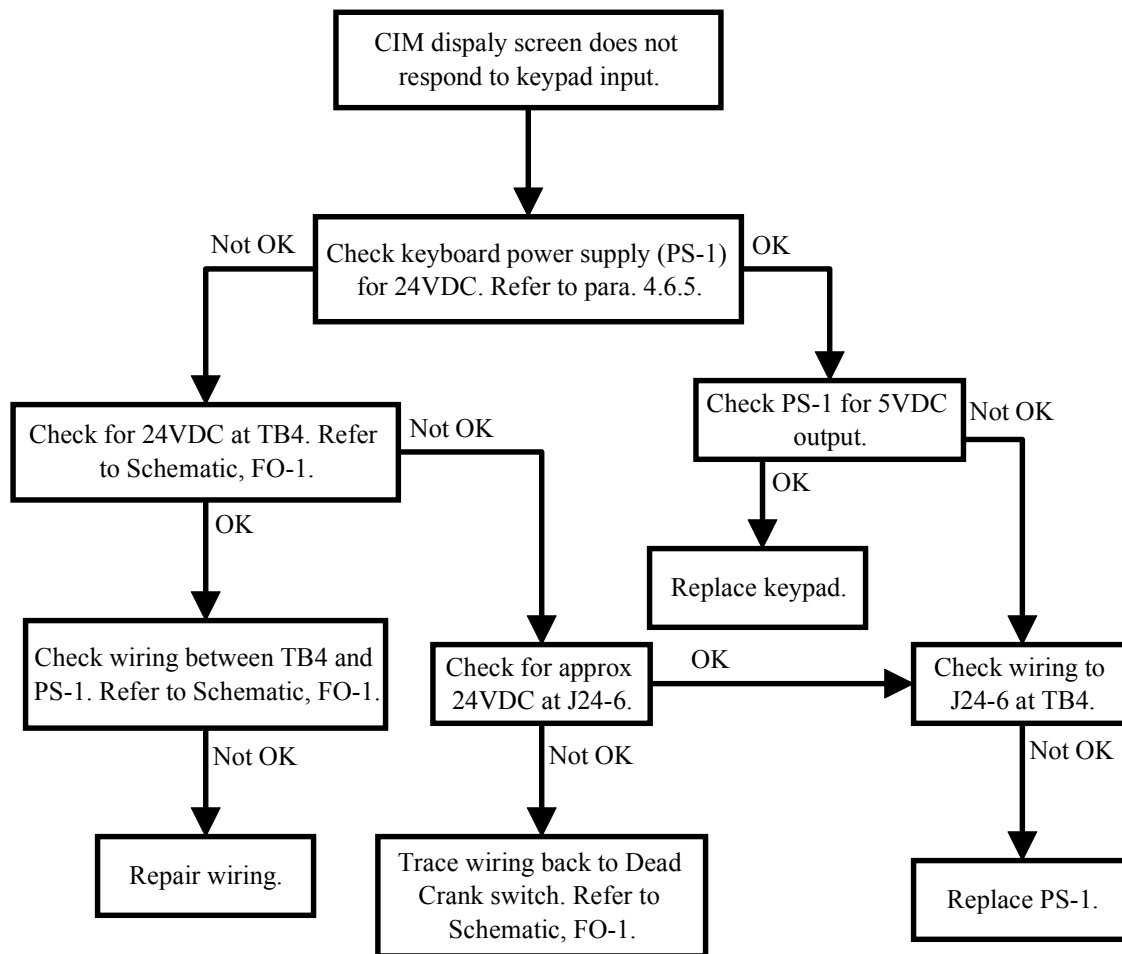 CIM dispaly screen does not
respond to keypad input.
Not OK
OK
Check keyboard power supply (PS-1)
for 24VDC. Refer to para. 4.6.5.
Check for 24VDC at TB4. Refer
to Schematic, FO-1.
Not OK
Check PS-1 for 5VDC
output.
Not OK
OK
OK
Replace keypad.
Check wiring between TB4 and
PS-1. Refer to Schematic, FO-1.
Check for approx
24VDC at J24-6.
OK
Check wiring to
J24-6 at TB4.
Not OK
Not OK
Not OK
Repair wiring.
Trace wiring back to Dead
Crank switch. Refer to
Schematic, FO-1.
Replace PS-1.